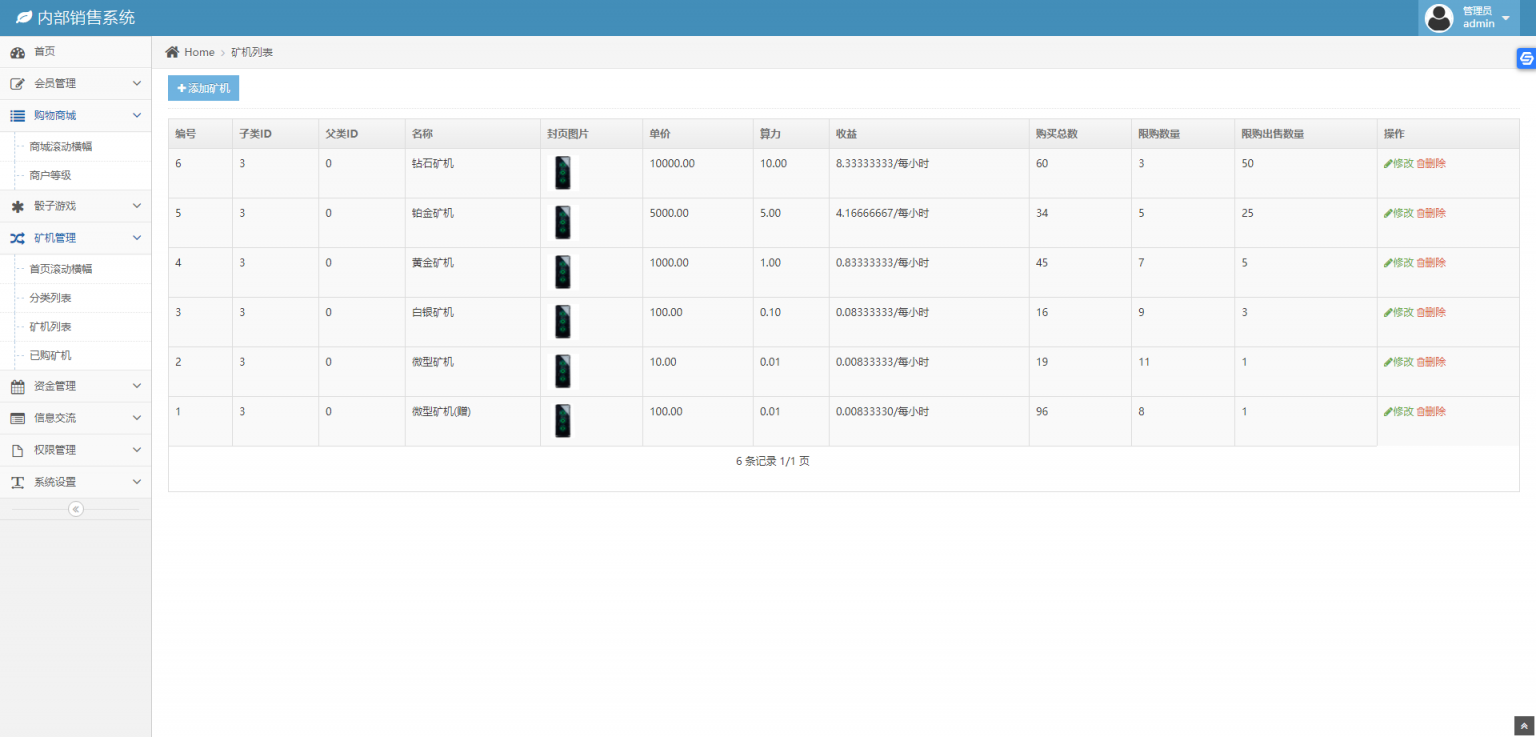 内部销售系统
管理员
admin
首页
会员管理
购物商城
商城滚动横幅
商户等级
骰子游戏
矿机管理
首页滚动横幅
分类列表
矿机列表
已购矿机
资金管理
信息交流
权限管理
系统设置
Home 矿机列表
添加矿机
编号 子类ID 父类ID 名称 封页图片 单价 算力 收益 购买总数 限购数量 限购出售数量 操作
6 3 0 钻石矿机 10000.00 10.00 8.33333333/每小时 60 3 50 修改 删除
5 3 0 铂金矿机 5000.00 5.00 4.16666667/每小时 34 5 25 修改 删除
4 3 0 黄金矿机 1000.00 1.00 0.83333333/每小时 45 7 5 修改 删除
3 3 0 白银矿机 100.00 0.10 0.08333333/每小时 16 9 3 修改 删除
2 3 0 微型矿机 10.00 0.01 0.00833333/每小时 19 11 1 修改 删除
1 3 0 微型矿机(赠) 100.00 0.01 0.00833330/每小时 96 8 1 修改 删除
6 条记录 1/1 页